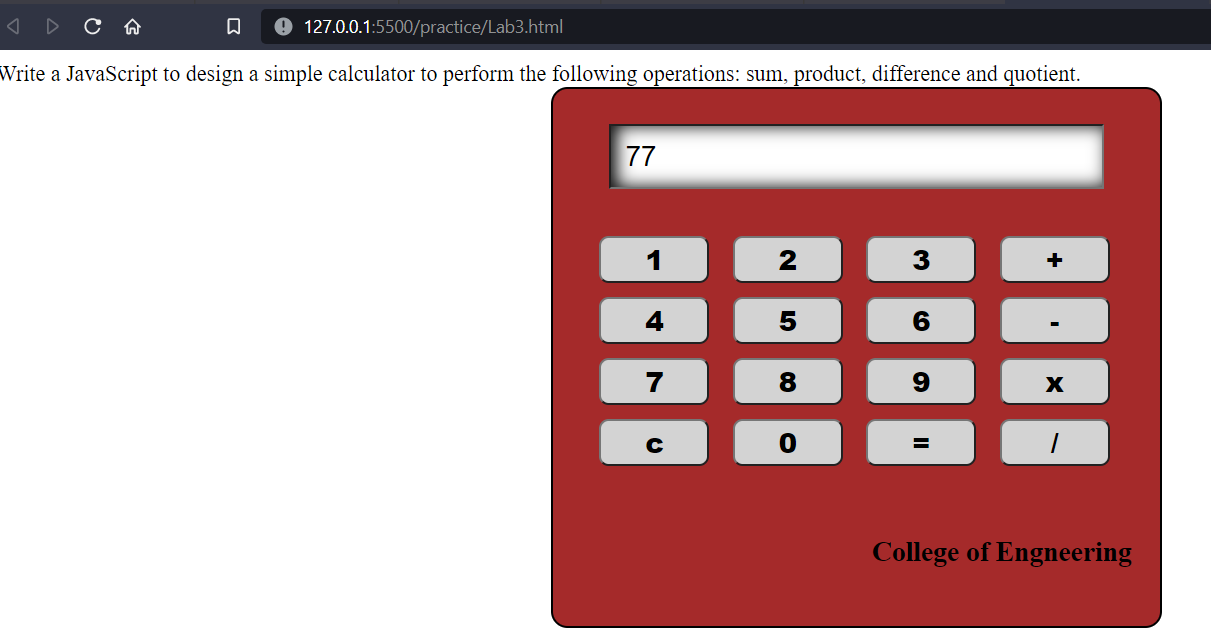 127.0.0.1:5500/practice/Lab3.html
Write a JavaScript to design a simple calculator to perform the following operations: sum, product, difference and quotient.
77
1 2 3 +
4 5 6 -
7 8 9 x
c 0 = /
College of Engneering